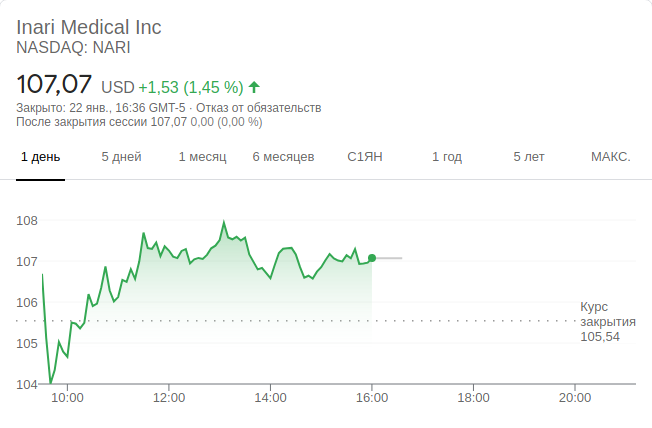 Inari Medical Inc
NASDAQ: NARI
107,07 USD +1,53 (1,45 %)
Закрыто: 22 янв., 16:36 GMT-5 · Отказ от обязательств
После закрытия сессии 107,07 0,00 (0,00 %)
1 день 5 дней 1 месяц 6 месяцев С1ЯН 1 год 5 лет МАКС.
108
107
106
Курс
закрытия
105,54
105
104
10:00 12:00 14:00 16:00 18:00 20:00